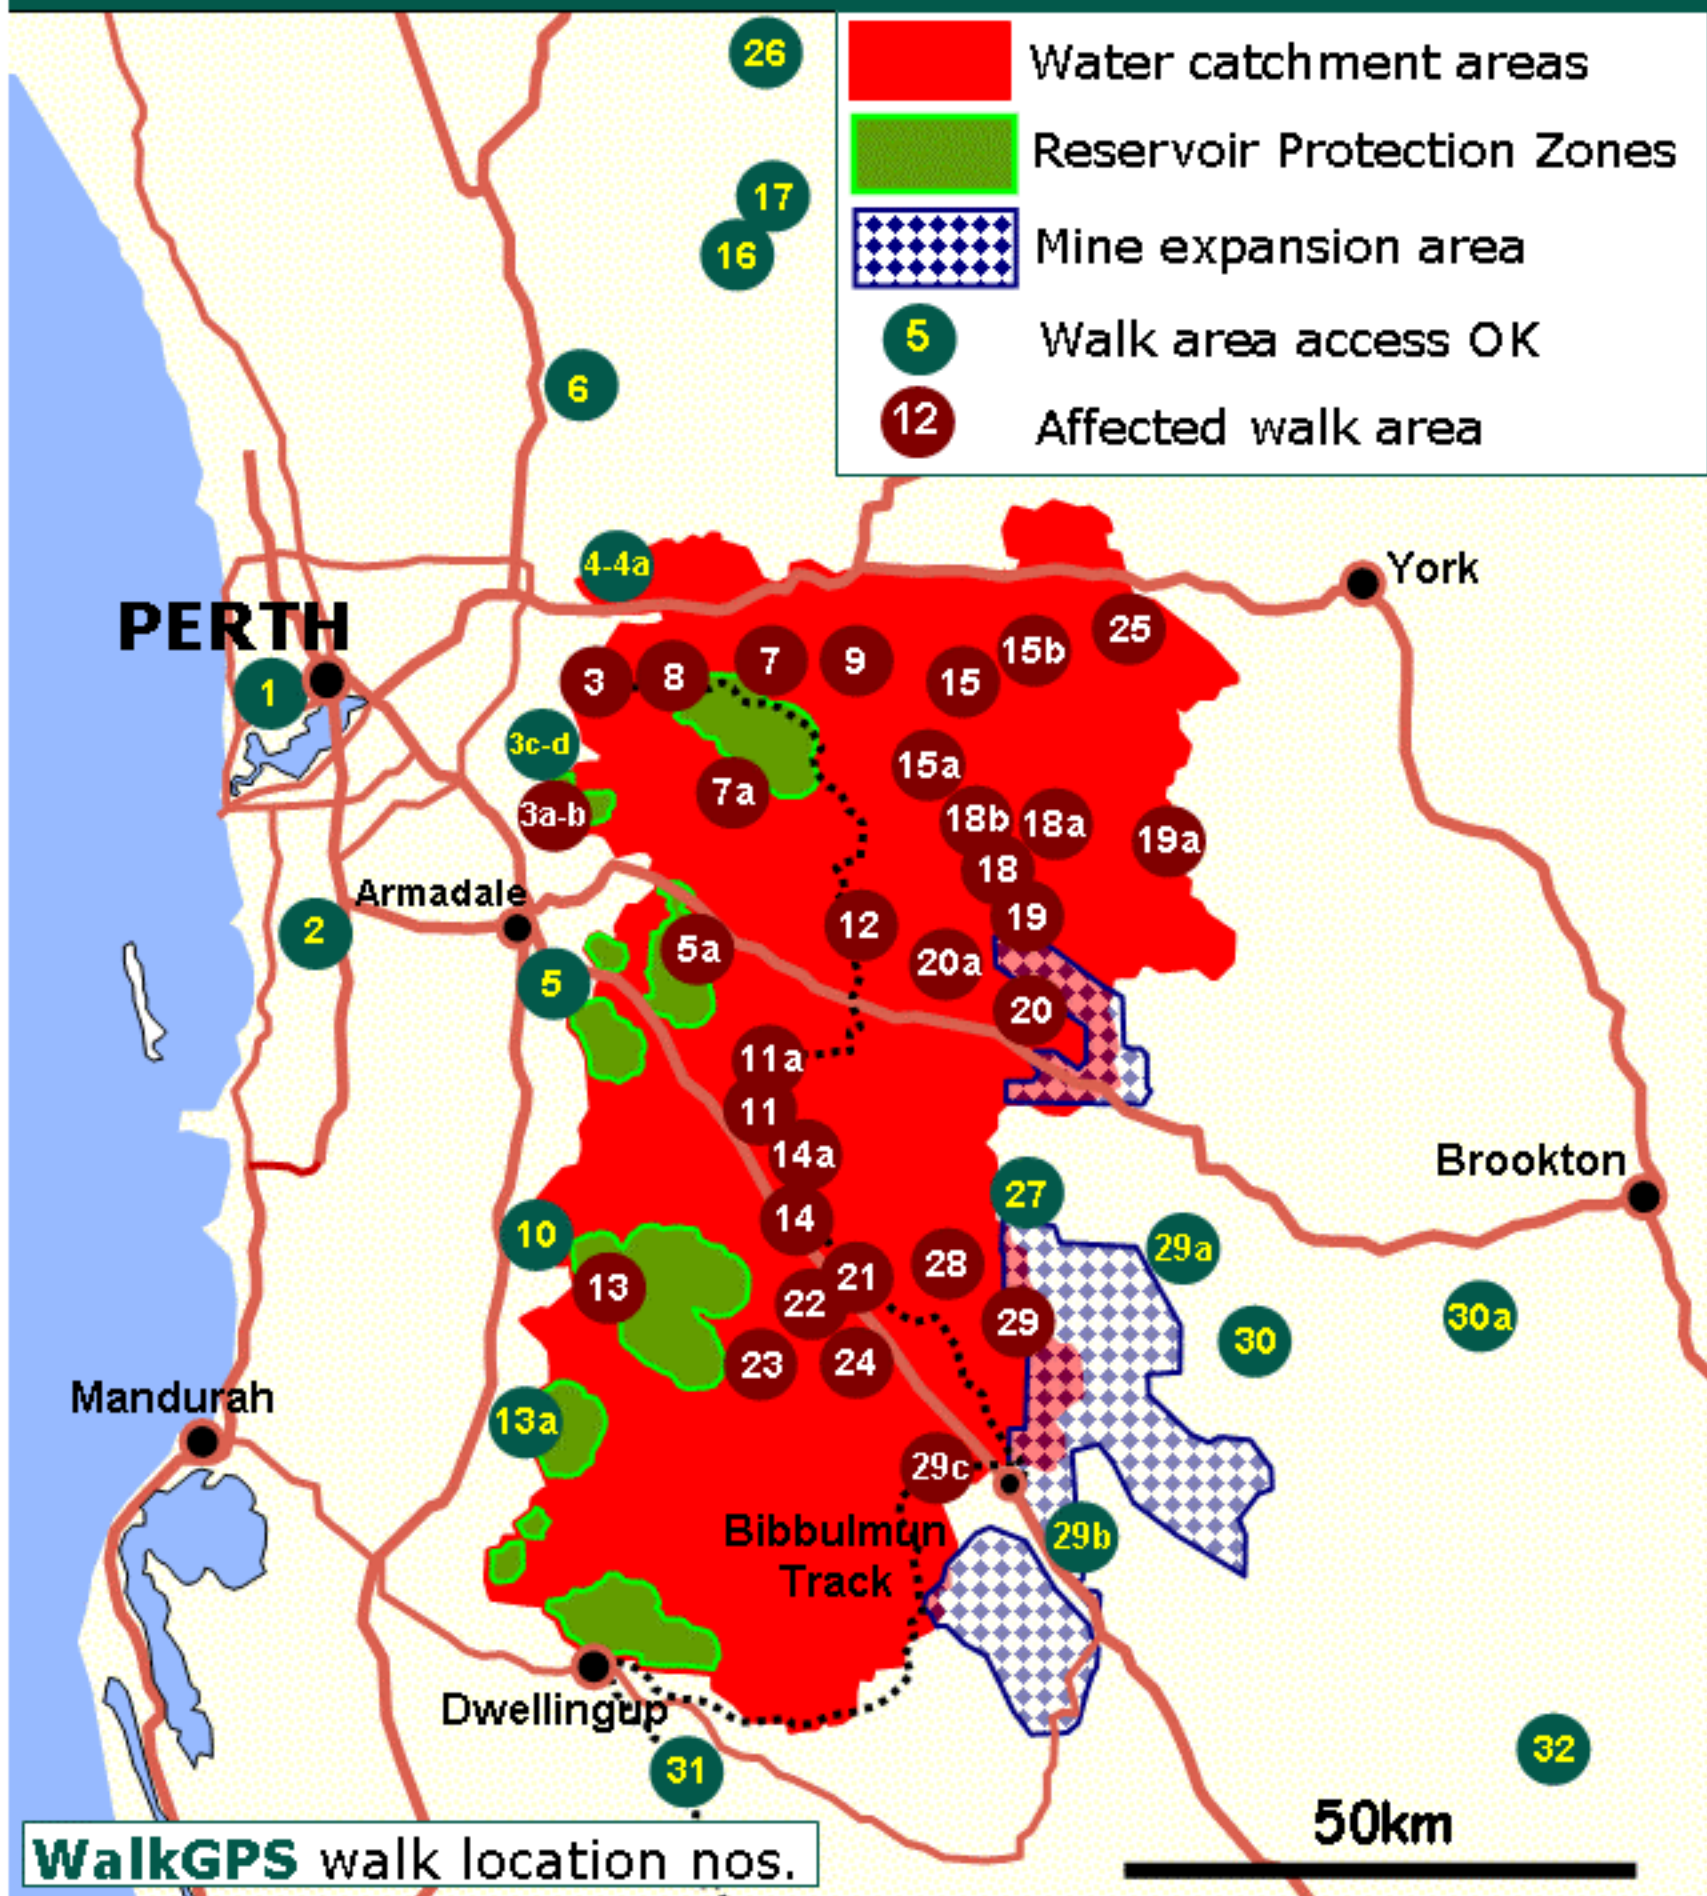 26
Water catchment areas
Reservoir Protection Zones
17
16
Mine expansion area
5 Walk area access OK
6
12 Affected walk area
4-4a
York
PERTH
25
15b
7
9
8
3
15
1
3c-d
15a
7a
3a-b
18b
18a
19a
18
Armadale
19
12
2
5a
20a
5
20
11a
11
14a
Brookton
27
14
10
29a
28
21
13
22
30a
29
30
23
24
Mandurah
13a
29c
Bibbulmun
Track
29b
Dwellingup
32
31
50km
WalkGPS walk location nos.